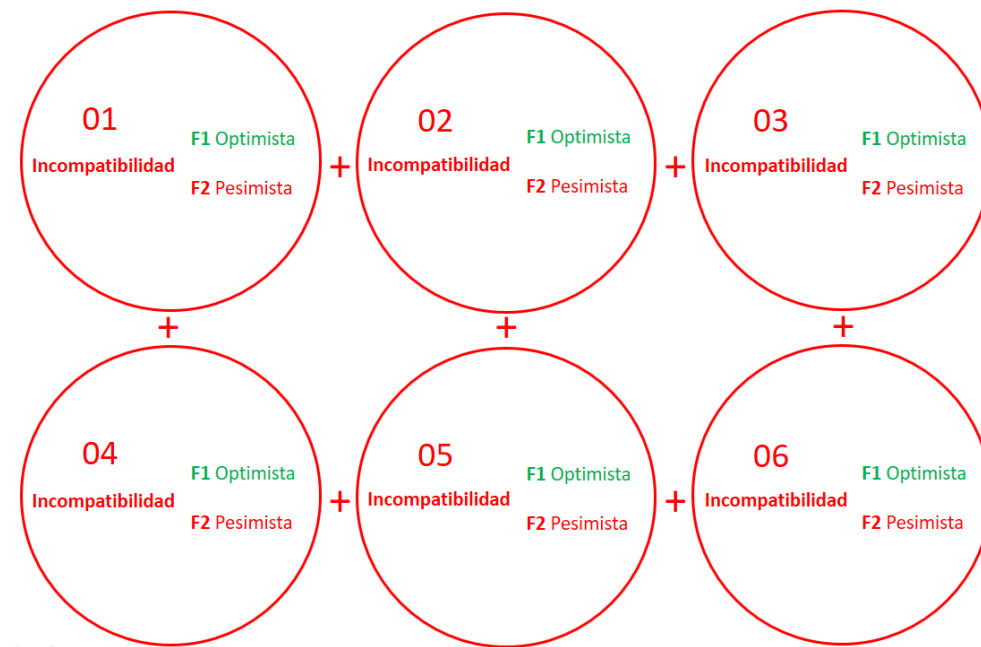 01
Incompatibilidad
F1 Optimista
F2 Pesimista
+
02
Incompatibilidad
F1 Optimista
F2 Pesimista
+
03
Incompatibilidad
F1 Optimista
F2 Pesimista
+
+
+
04
Incompatibilidad
F1 Optimista
F2 Pesimista
+
05
Incompatibilidad
F1 Optimista
F2 Pesimista
+
06
Incompatibilidad
F1 Optimista
F2 Pesimista